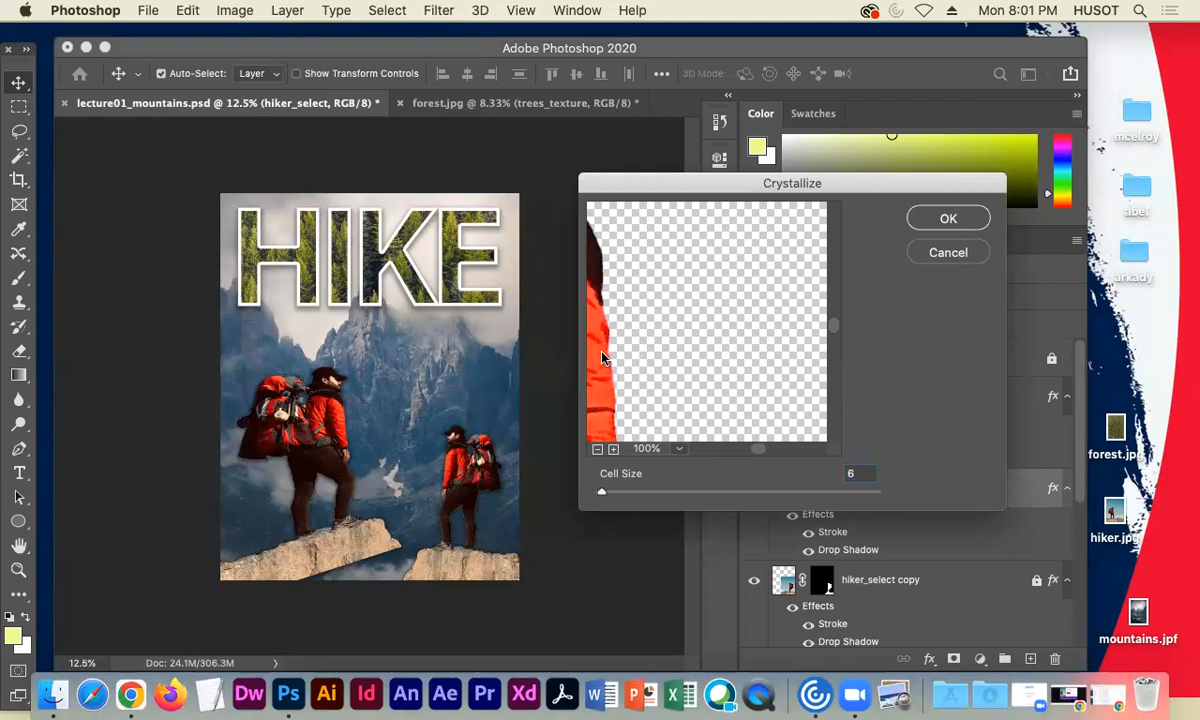 Photoshop File Edit Image Layer Type Select Filter 3D View Window Help Mon 8:01 PM HUSOT
Adobe Photoshop 2020
Auto-Select: Layer Show Transform Controls 3D Mode:
lecture01_mountains.psd @ 12.5% (hiker_select, RGB/8) * forest.jpg @ 8.33% (trees_texture, RGB/8) *
Color Swatches
mcelroy
Crystallize
OK
abel
HIKE
Cancel
arkady
100%
forest.jpg
Cell Size 6
fx
Effects
Stroke
hiker.jpg
Drop Shadow
hiker_select copy
fx
Effects
Stroke
Drop Shadow
mountains.jpf
12.5% Doc: 24.1M/306.3M
fx
Dw Ps Ai Id An Ae Pr Xd W P X